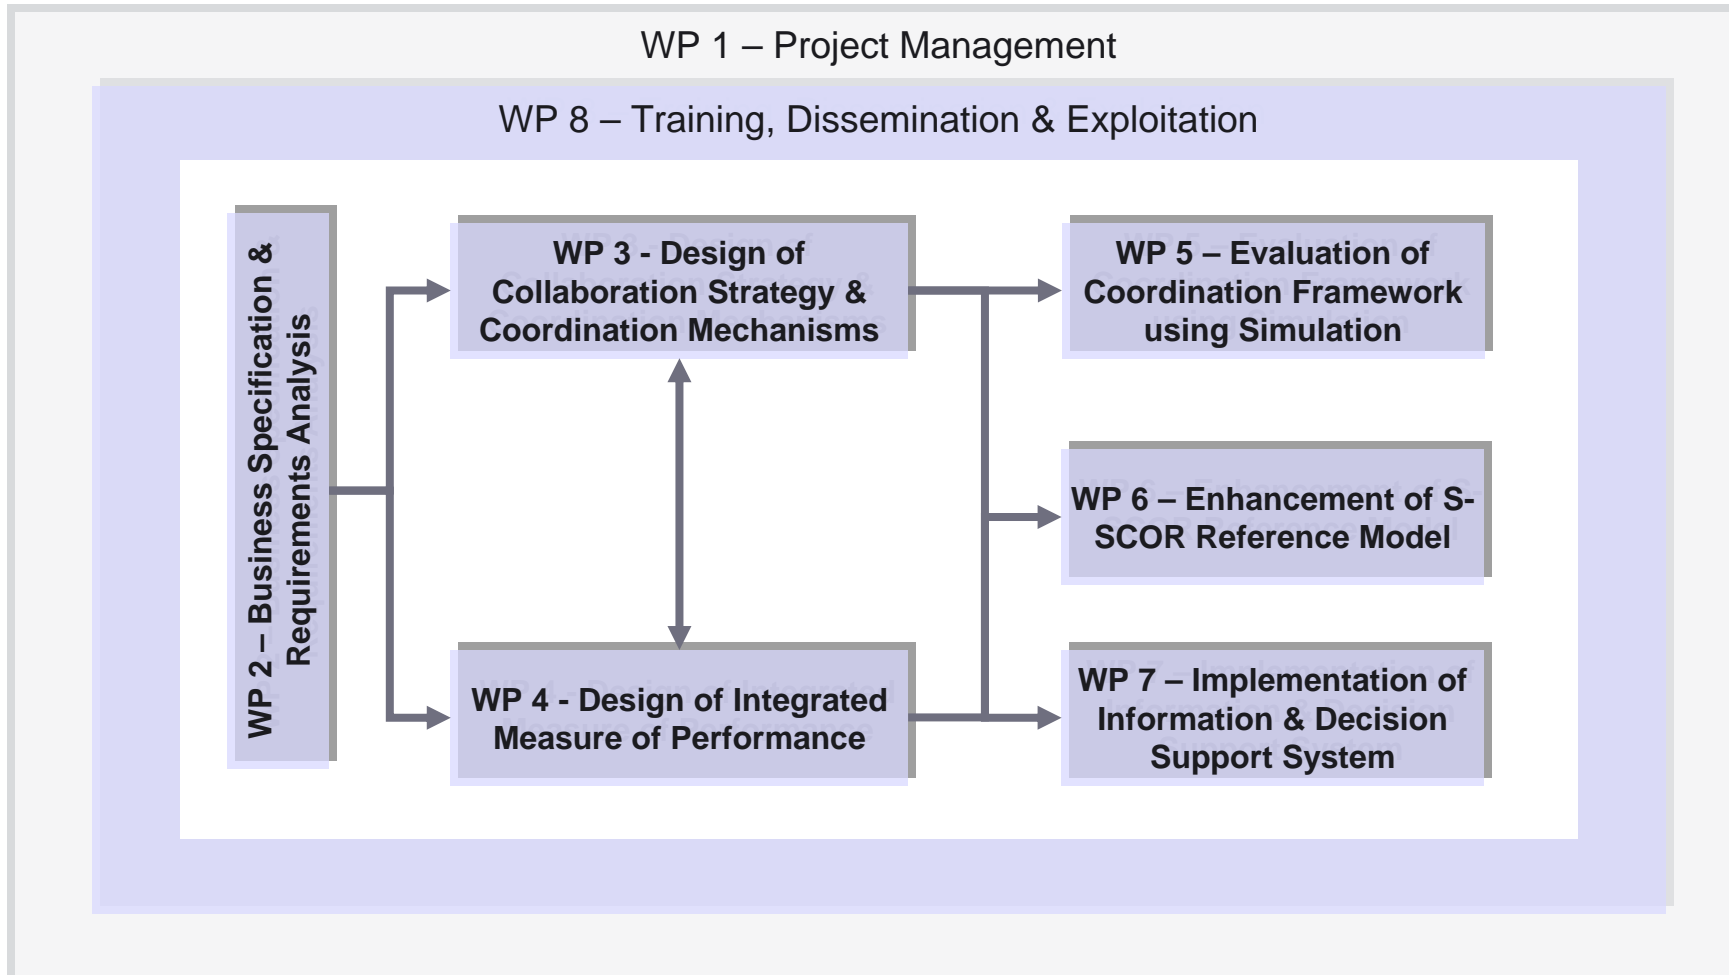 WP 1 – Project Management
WP 8 – Training, Dissemination & Exploitation
WP 2 – Business Specification &
Requirements Analysis
WP 3 - Design of
Collaboration Strategy &
Coordination Mechanisms
WP 4 - Design of Integrated
Measure of Performance
WP 5 – Evaluation of
Coordination Framework
using Simulation
WP 6 – Enhancement of S-
SCOR Reference Model
WP 7 – Implementation of
Information & Decision
Support System